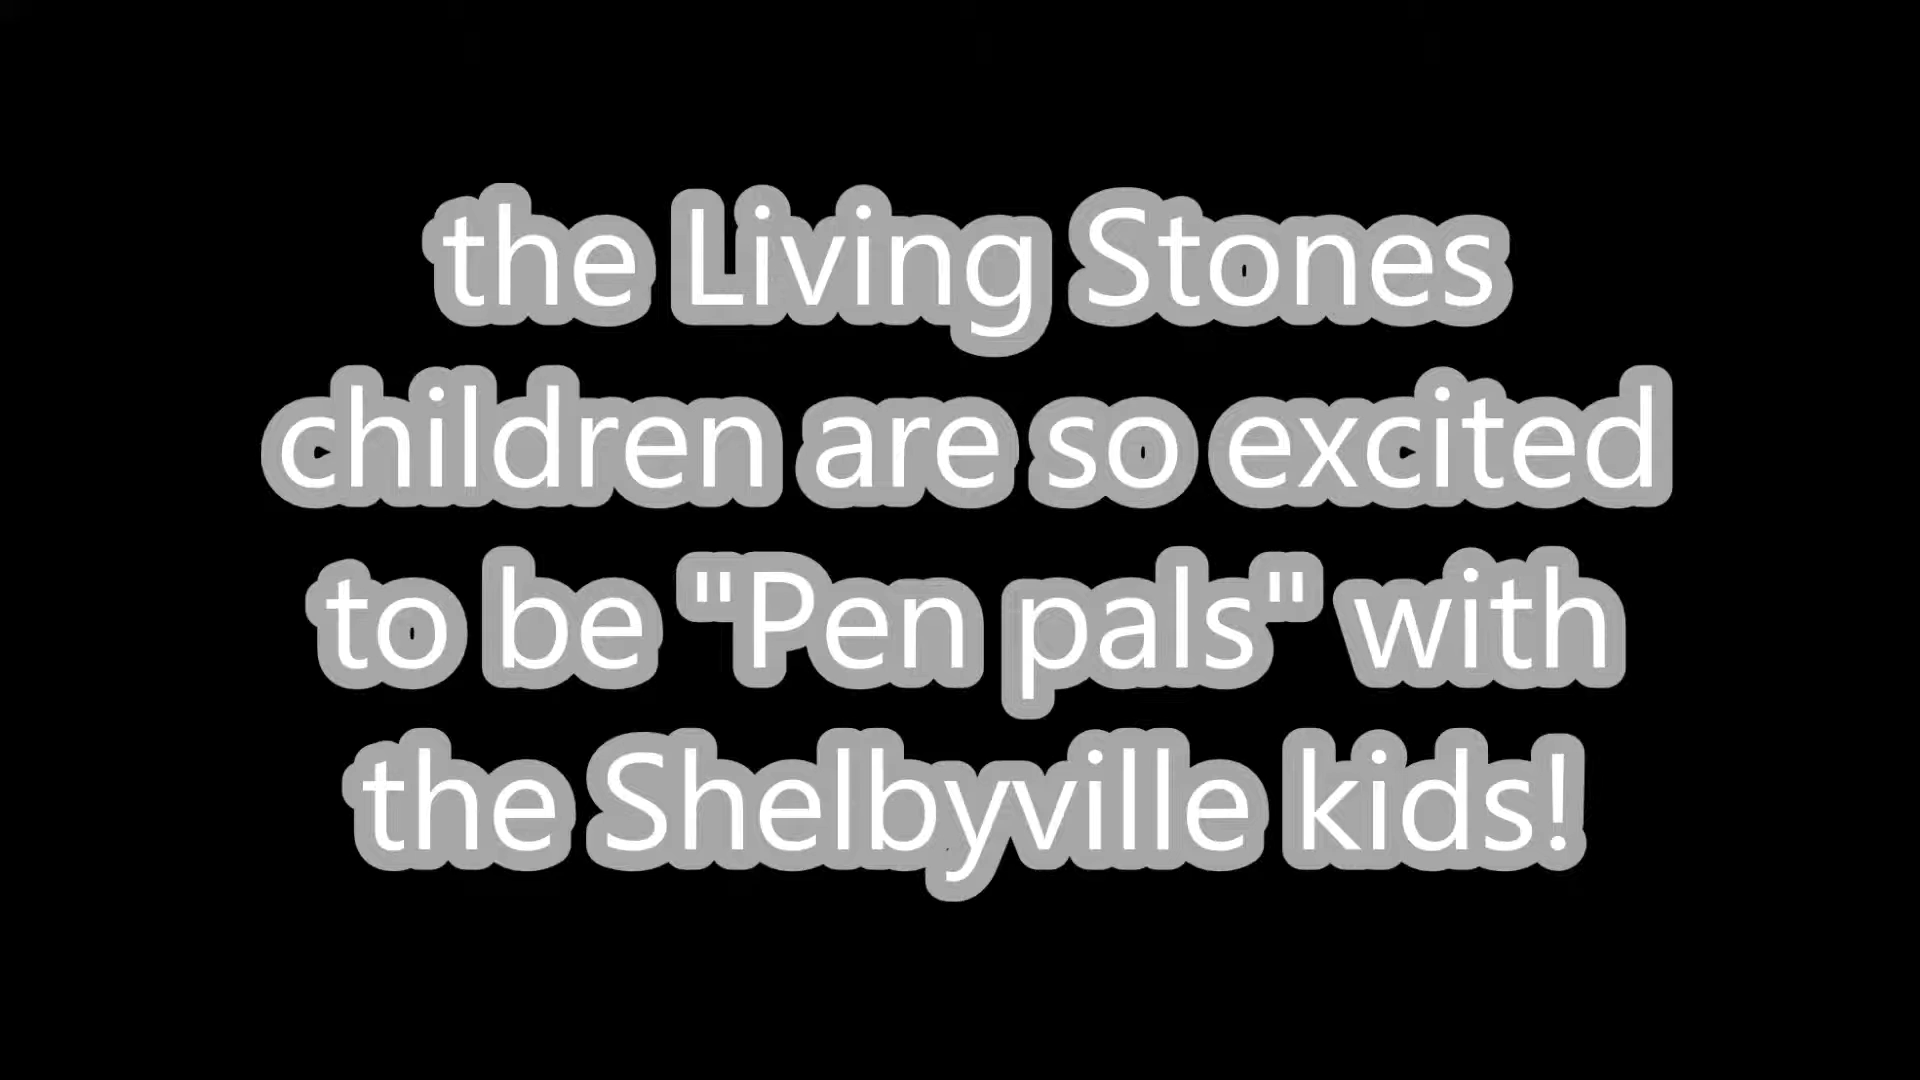 the Living Stones
children are so excited
to be "Pen pals" with
the Shelbyville kids!